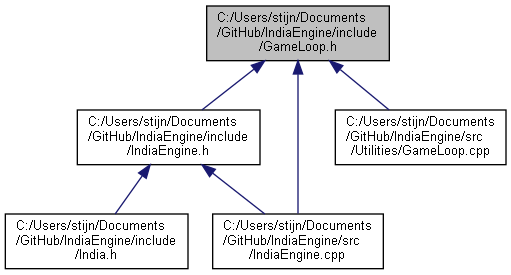 C:/Users/stijn/Documents
/GitHub/IndiaEngine/include
/GameLoop.h
C:/Users/stijn/Documents
/GitHub/IndiaEngine/include
/IndiaEngine.h
C:/Users/stijn/Documents
/GitHub/IndiaEngine/src
/Utilities/GameLoop.cpp
C:/Users/stijn/Documents
/GitHub/IndiaEngine/include
/India.h
C:/Users/stijn/Documents
/GitHub/IndiaEngine/src
/IndiaEngine.cpp